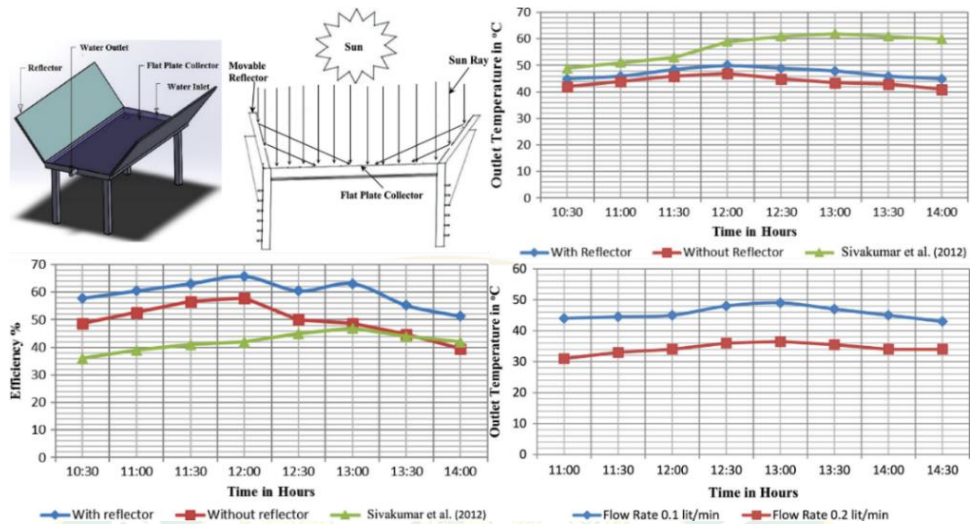 Water Outlet
Reflector
Flat Plate Collector
Water Inlet
Sun
Movable
Reflector
Sun Ray
Flat Plate Collector
Outlet Temperature in °C
70
60
50
40
30
20
10
0
10:30 11:00 11:30 12:00 12:30 13:00 13:30 14:00
Time in Hours
With Reflector Without Reflector Sivakumar et al. (2012)
Efficiency %
70
60
50
40
30
20
10
0
10:30 11:00 11:30 12:00 12:30 13:00 13:30 14:00
Time in Hours
With reflector Without reflector Sivakumar et al. (2012)
Outlet Temperature in °C
60
50
40
30
20
10
0
11:00 11:30 12:00 12:30 13:00 13:30 14:00 14:30
Time in Hours
Flow Rate 0.1 lit/min Flow Rate 0.2 lit/min